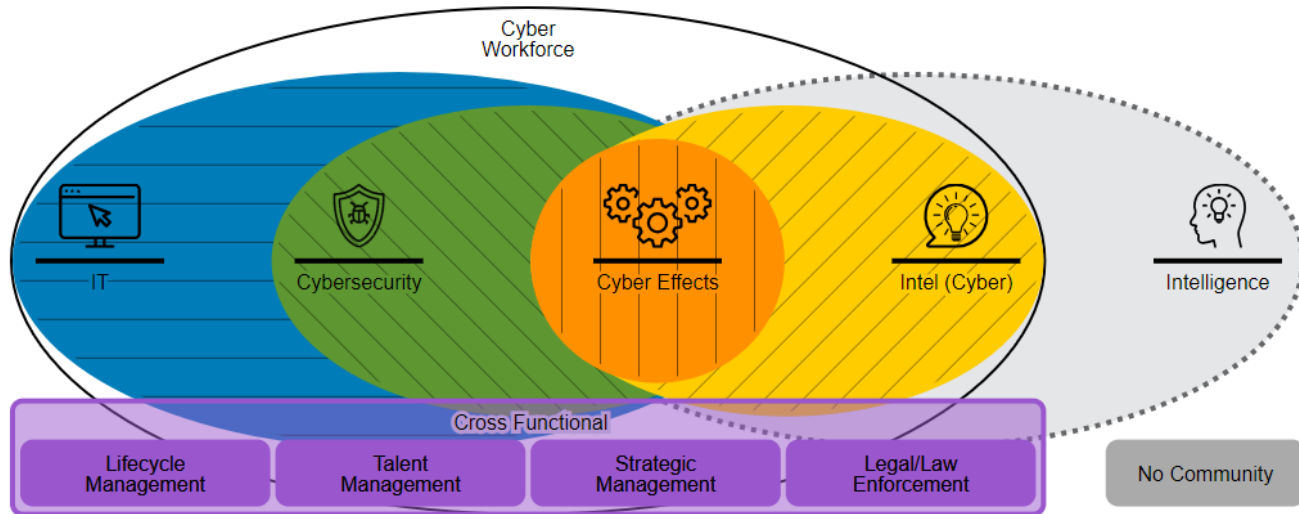 Cyber
Workforce
IT
Cybersecurity
Cyber Effects
Intel (Cyber)
Intelligence
Cross Functional
Lifecycle
Management
Talent
Management
Strategic
Management
Legal/Law
Enforcement
No Community